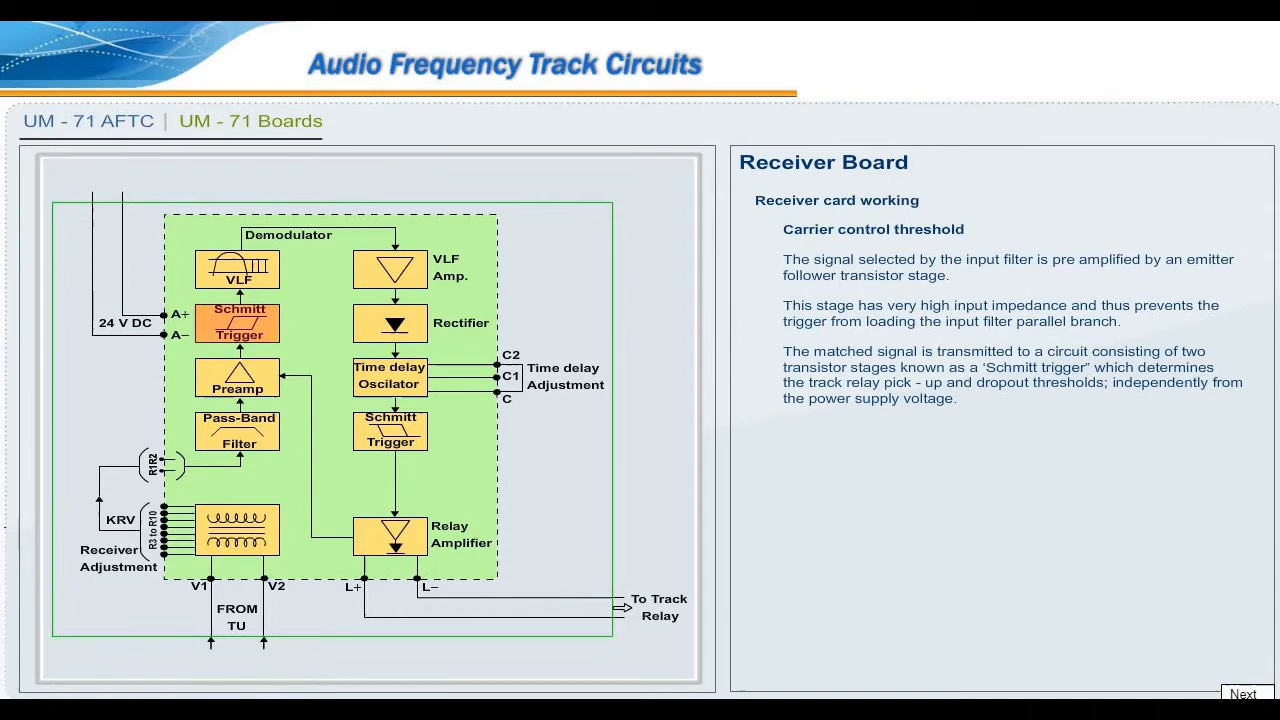 Audio Frequency Track Circuits
UM - 71 AFTC | UM - 71 Boards
Demodulator
VLF
VLF
Amp.
Schmitt
Trigger
Rectifier
24 V DC
A+
A–
Preamp
Time delay
Oscilator
C2
C1
C
Time delay
Adjustment
Pass-Band
Filter
Schmitt
Trigger
R1R2
KRV
R3 to R10
Receiver
Adjustment
Relay
Amplifier
V1
V2
L+
L–
FROM
TU
To Track
Relay
Receiver Board
Receiver card working
Carrier control threshold
The signal selected by the input filter is pre amplified by an emitter
follower transistor stage.
This stage has very high input impedance and thus prevents the
trigger from loading the input filter parallel branch.
The matched signal is transmitted to a circuit consisting of two
transistor stages known as a ‘Schmitt trigger” which determines
the track relay pick - up and dropout thresholds; independently from
the power supply voltage.
Next